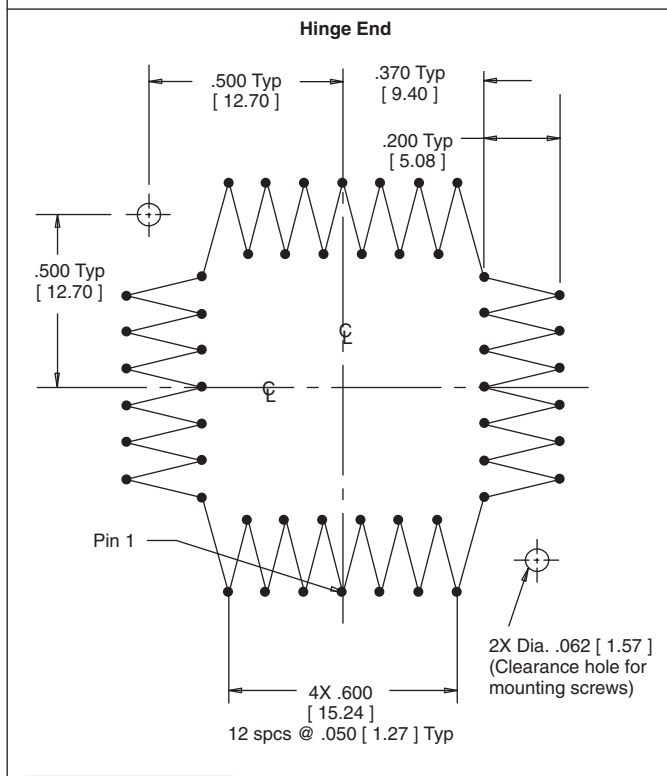 Hinge End
.500 Typ
[ 12.70 ]
.370 Typ
[ 9.40 ]
.200 Typ
[ 5.08 ]
.500 Typ
[ 12.70 ]
℄
℄
Pin 1
2X Dia. .062 [ 1.57 ]
(Clearance hole for
mounting screws)
4X .600
[ 15.24 ]
12 spcs @ .050 [ 1.27 ] Typ